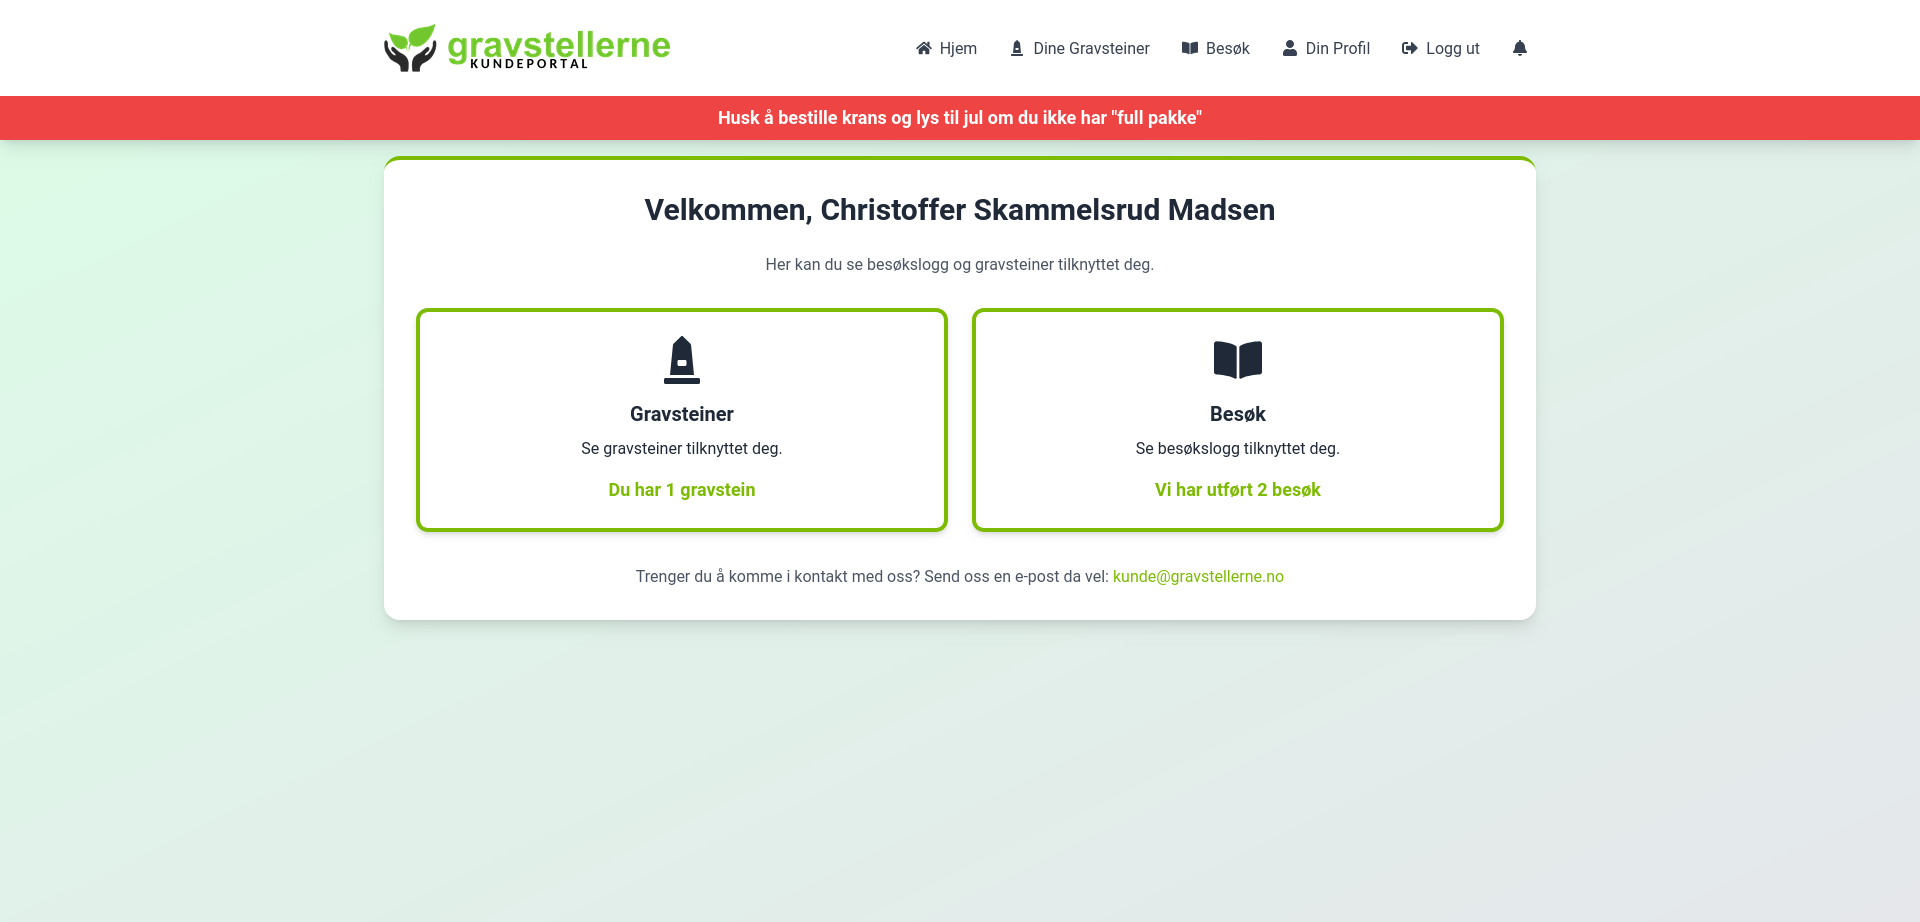 gravstellerne
KUNDEPORTAL
Hjem
Dine Gravsteiner
Besøk
Din Profil
Logg ut
Husk å bestille krans og lys til jul om du ikke har "full pakke"
Velkommen, Christoffer Skammelsrud Madsen
Her kan du se besøkslogg og gravsteiner tilknyttet deg.
Gravsteiner
Se gravsteiner tilknyttet deg.
Du har 1 gravstein
Besøk
Se besøkslogg tilknyttet deg.
Vi har utført 2 besøk
Trenger du å komme i kontakt med oss? Send oss en e-post da vel: kunde@gravstellerne.no